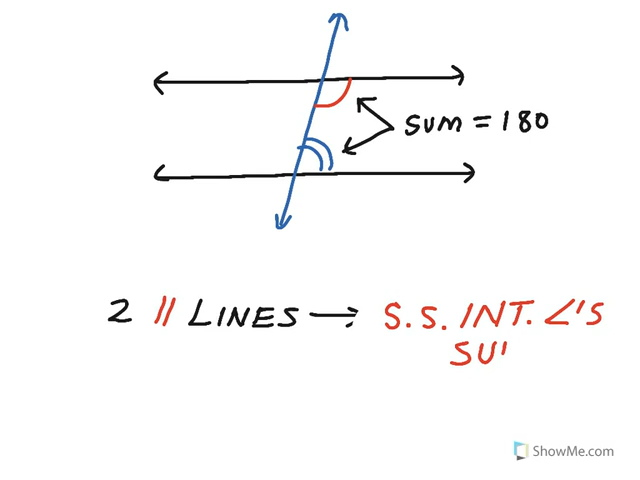 SUM = 180
2 // LINES → S.S. INT. ∠'S
SU
ShowMe.com